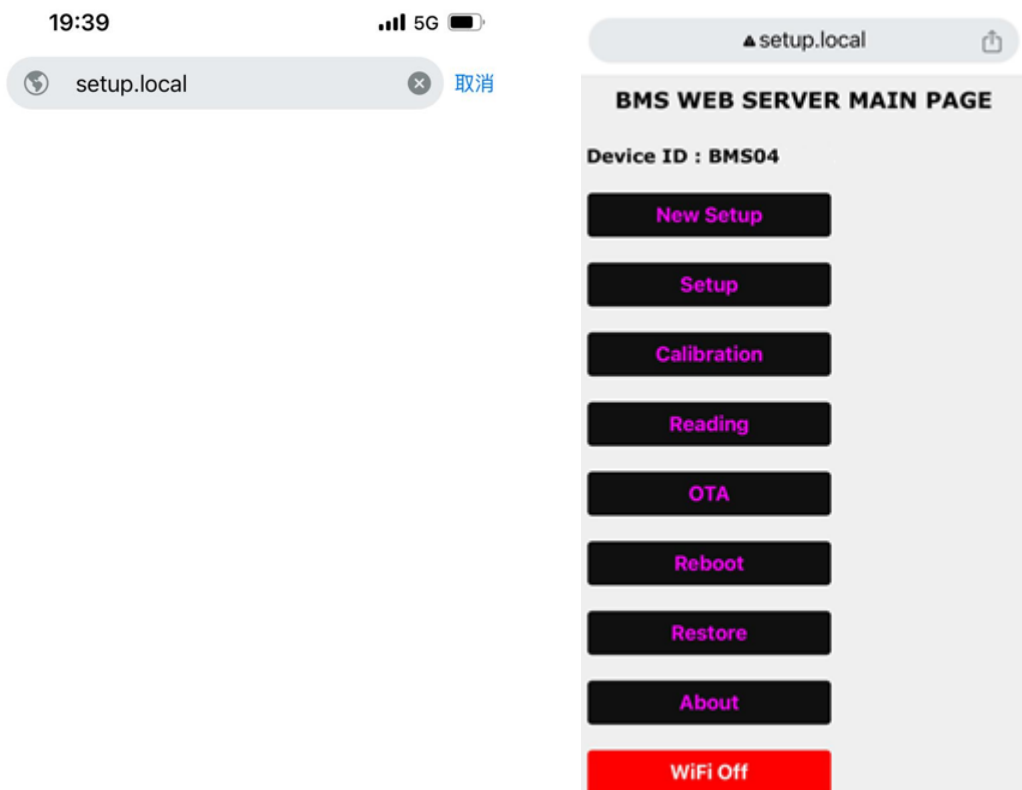 19:39
5G
setup.local
取消
setup.local
BMS WEB SERVER MAIN PAGE
Device ID : BMS04
New Setup
Setup
Calibration
Reading
OTA
Reboot
Restore
About
WiFi Off